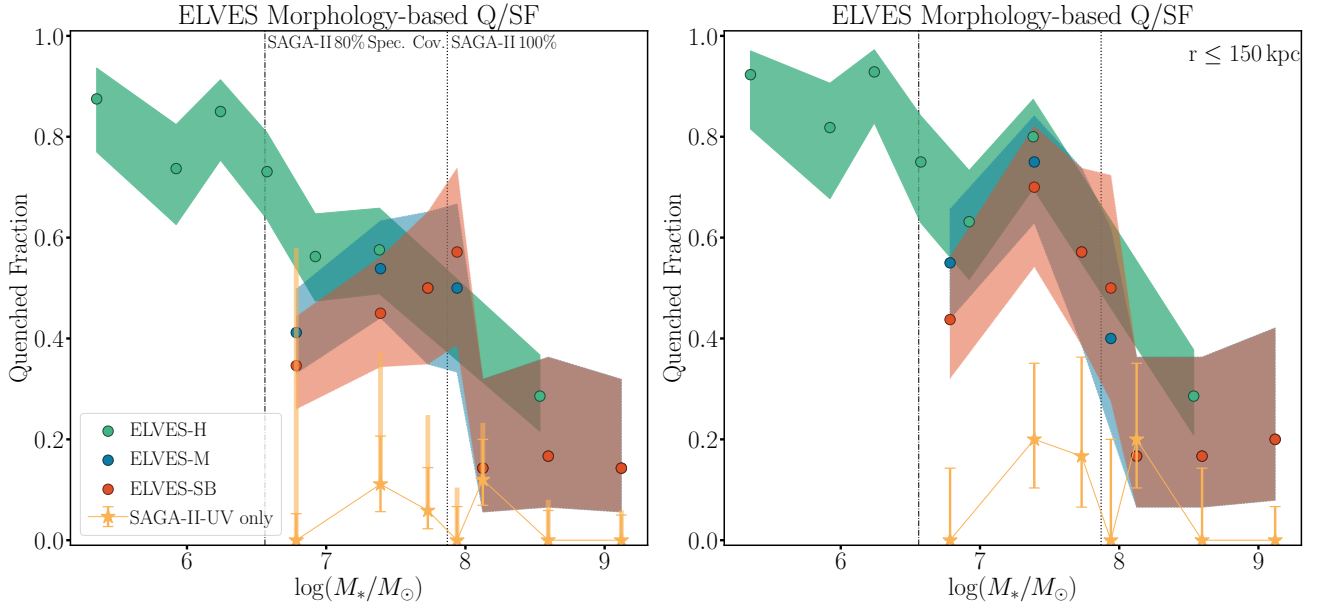 ELVES Morphology-based Q/SF
SAGA-II 80% Spec. Cov.
SAGA-II 100%
1.0
0.8
0.6
0.4
0.2
0.0
Quenched Fraction
ELVES-H
ELVES-M
ELVES-SB
SAGA-II-UV only
6
7
8
9
log(M*/M⊙)
ELVES Morphology-based Q/SF
r ≤ 150 kpc
1.0
0.8
0.6
0.4
0.2
0.0
Quenched Fraction
6
7
8
9
log(M*/M⊙)